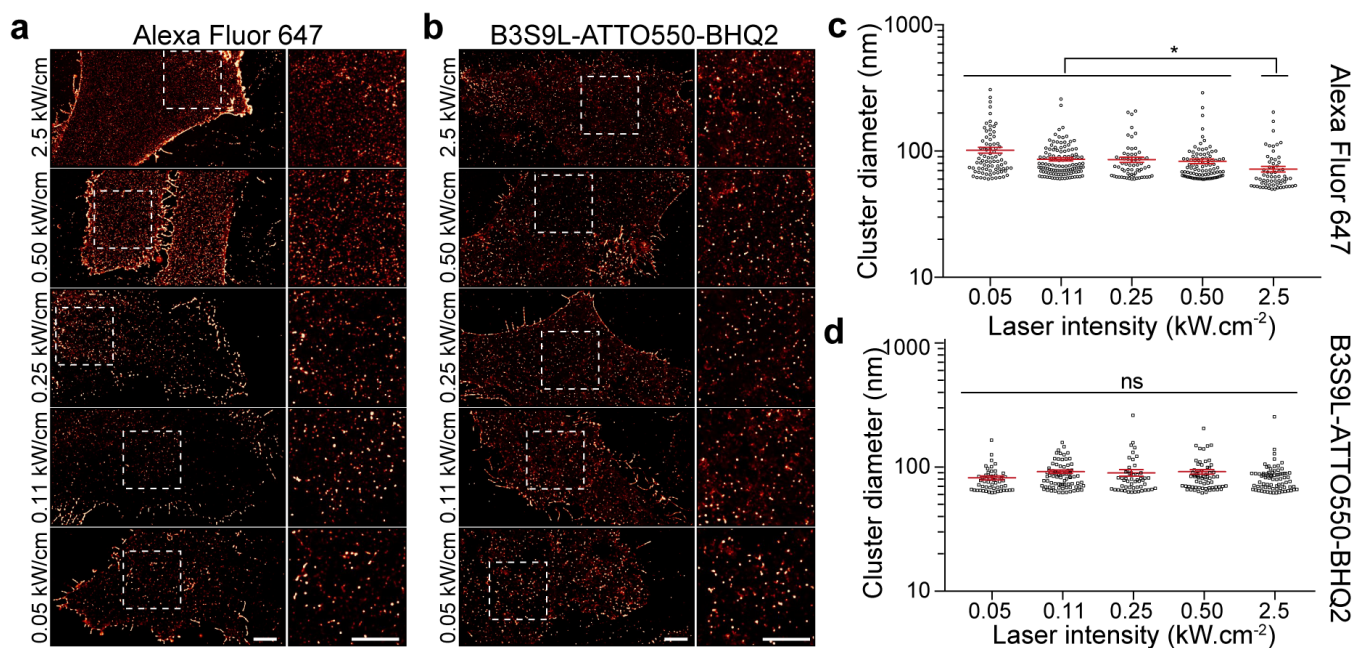 a
Alexa Fluor 647
2.5 kW/cm
0.50 kW/cm
0.25 kW/cm
0.11 kW/cm
0.05 kW/cm
b
B3S9L-ATTO550-BHQ2
2.5 kW/cm
0.50 kW/cm
0.25 kW/cm
0.11 kW/cm
0.05 kW/cm
c
Cluster diameter (nm)
1000
100
10
*
0.05 0.11 0.25 0.50 2.5
Laser intensity (kW.cm⁻²)
Alexa Fluor 647
d
Cluster diameter (nm)
1000
100
10
ns
0.05 0.11 0.25 0.50 2.5
Laser intensity (kW.cm⁻²)
B3S9L-ATTO550-BHQ2